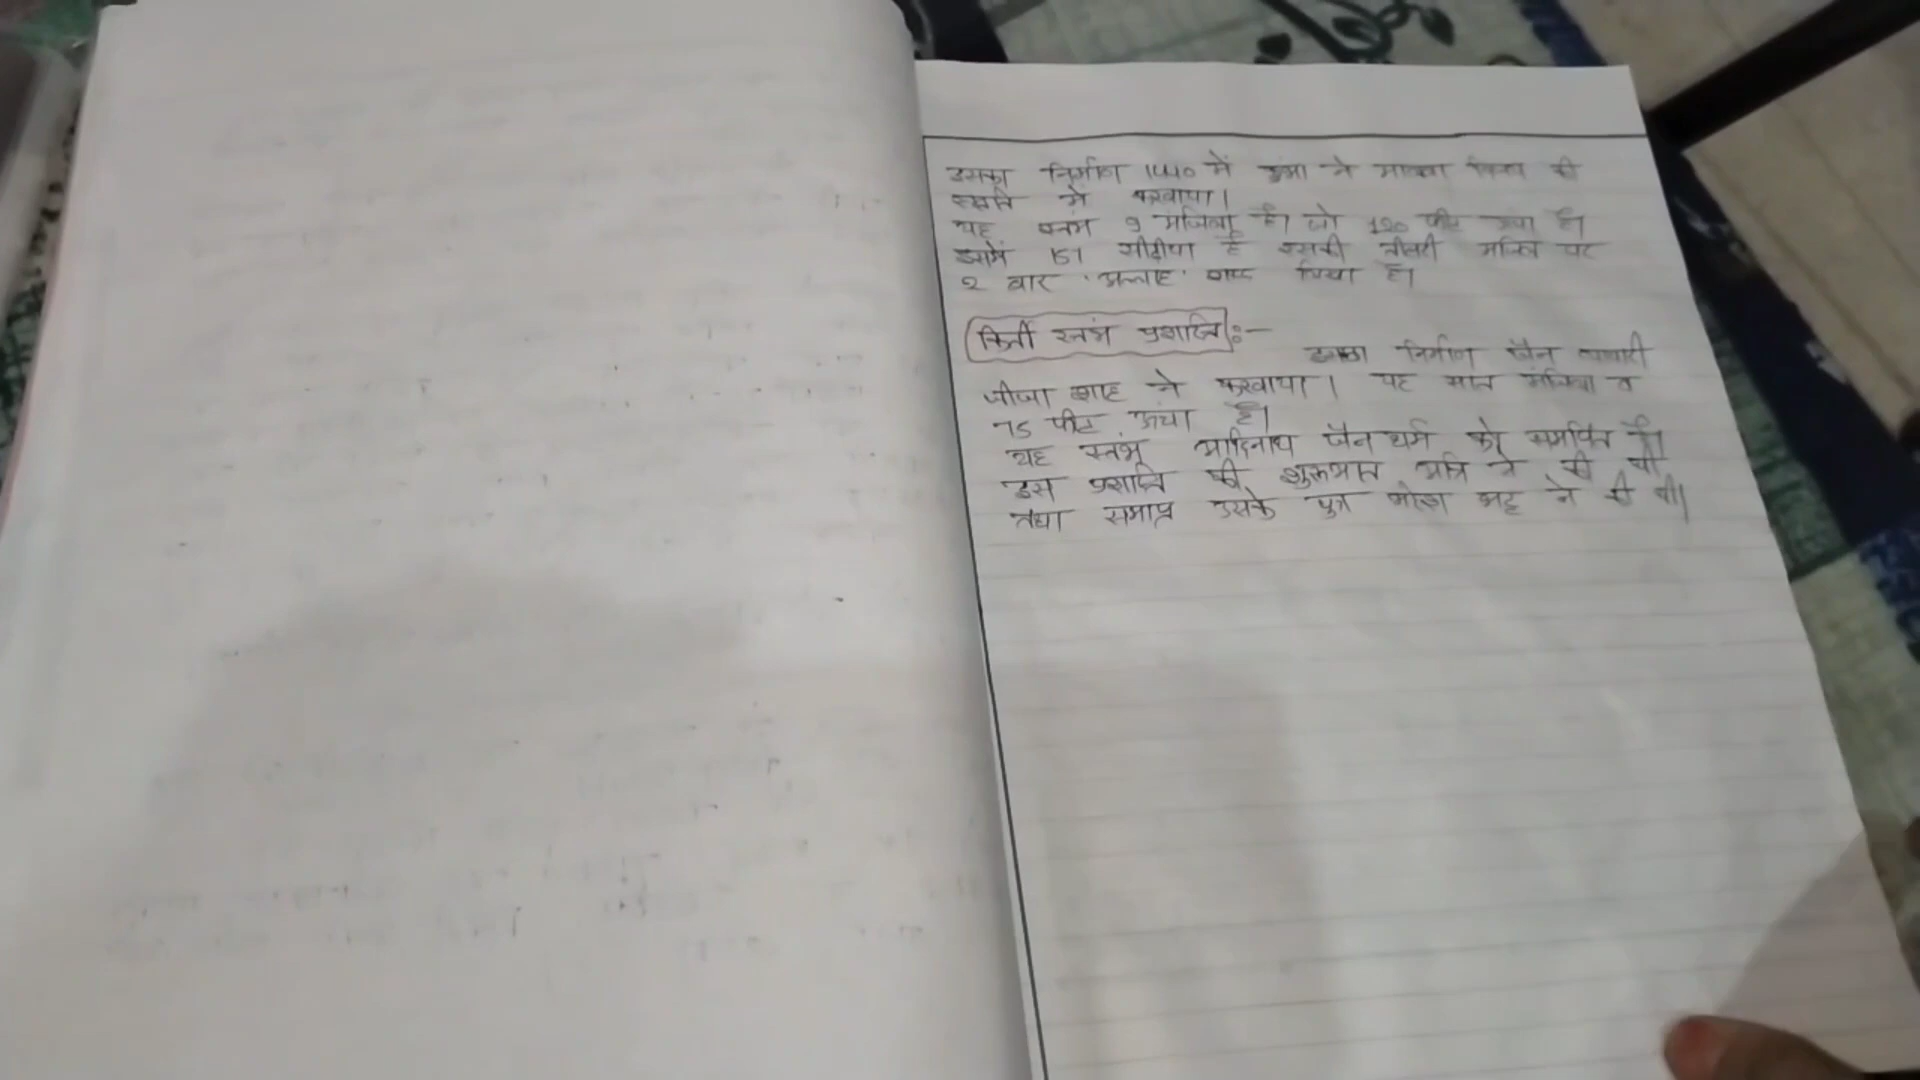 इसका निर्माण 1440 में कुंभा ने मालवा विजय की
स्मृति मे करवाया।
यह स्तंभ 9 मंजिला है। जो 120 फीट ऊंचा है।
इसमें 157 सीढ़ीया है इसकी तीसरी मंजिल पर
9 बार 'अल्लाह' शब्द लिखा है।
किर्ती स्तंभ प्रशस्ति :-
इसका निर्माण जैन व्यापारी
जीजा शाह ने करवाया। यह सात मंजिला व
75 फीट ऊंचा है।
यह स्तंभ आदिनाथ जैन धर्म को समर्पित है।
इस प्रशस्ति की शुरुआत अत्रि ने की थी
तथा समाप्त उसके पुत्र भट्ट ने की थी।